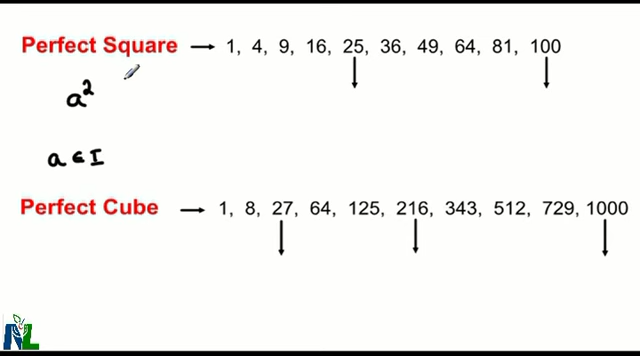 Perfect Square → 1, 4, 9, 16, 25, 36, 49, 64, 81, 100
a²
a ∈ I
Perfect Cube → 1, 8, 27, 64, 125, 216, 343, 512, 729, 1000
NL